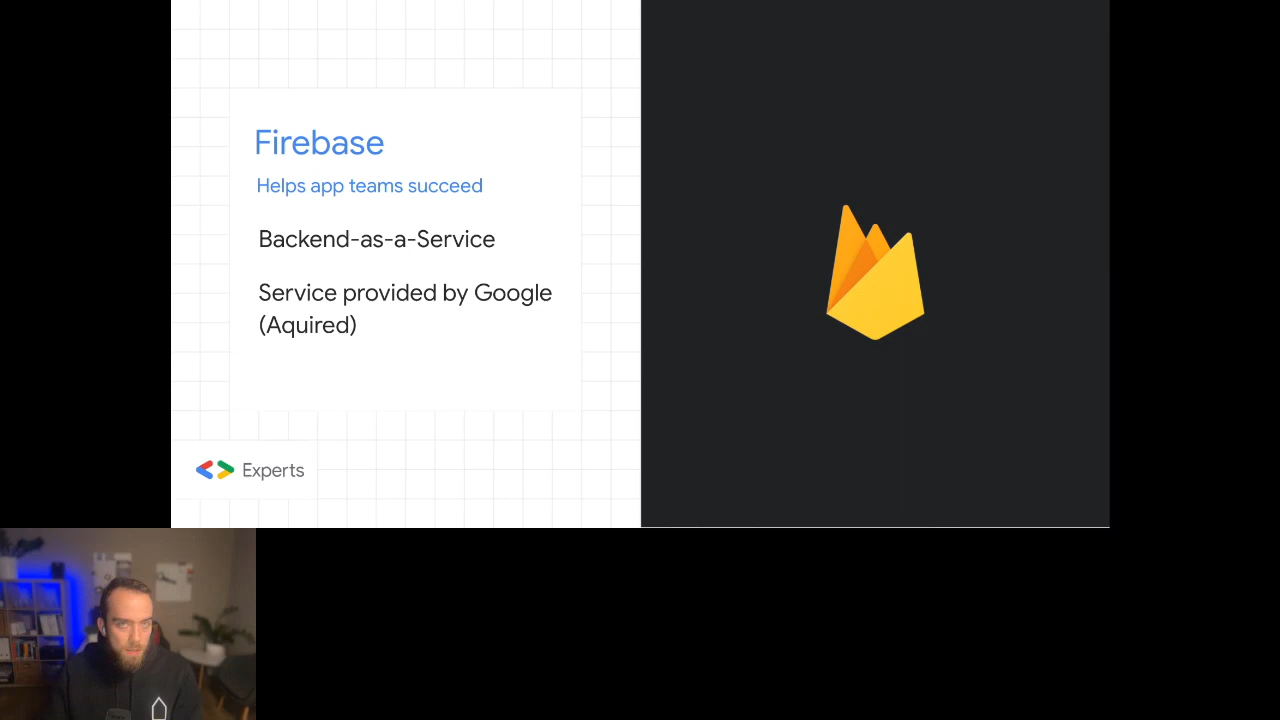 Firebase
Helps app teams succeed
Backend-as-a-Service
Service provided by Google
(Aquired)
Experts